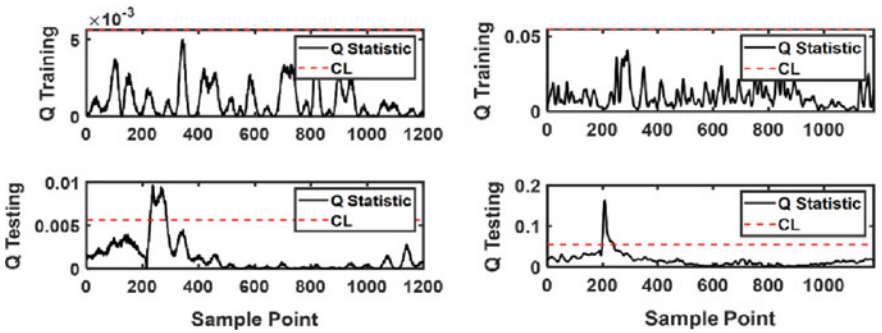 ×10⁻³
Q Training
5
0
Q Statistic
CL
0 200 400 600 800 1000 1200
Q Training
0.05
0
Q Statistic
CL
0 200 400 600 800 1000
Q Testing
0.01
0.005
0
Q Statistic
CL
0 200 400 600 800 1000 1200
Sample Point
Q Testing
0.2
0.1
0
Q Statistic
CL
0 200 400 600 800 1000
Sample Point